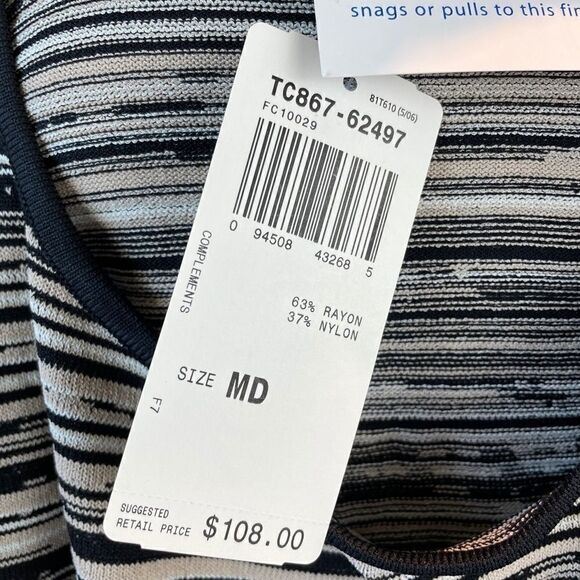 snags or pulls to this fin
81T610 (5/06)
TC867-62497
FC10029
0 94508 43268 5
COMPLEMENTS
63% RAYON
37% NYLON
SIZE MD
F7
SUGGESTED
RETAIL PRICE $108.00